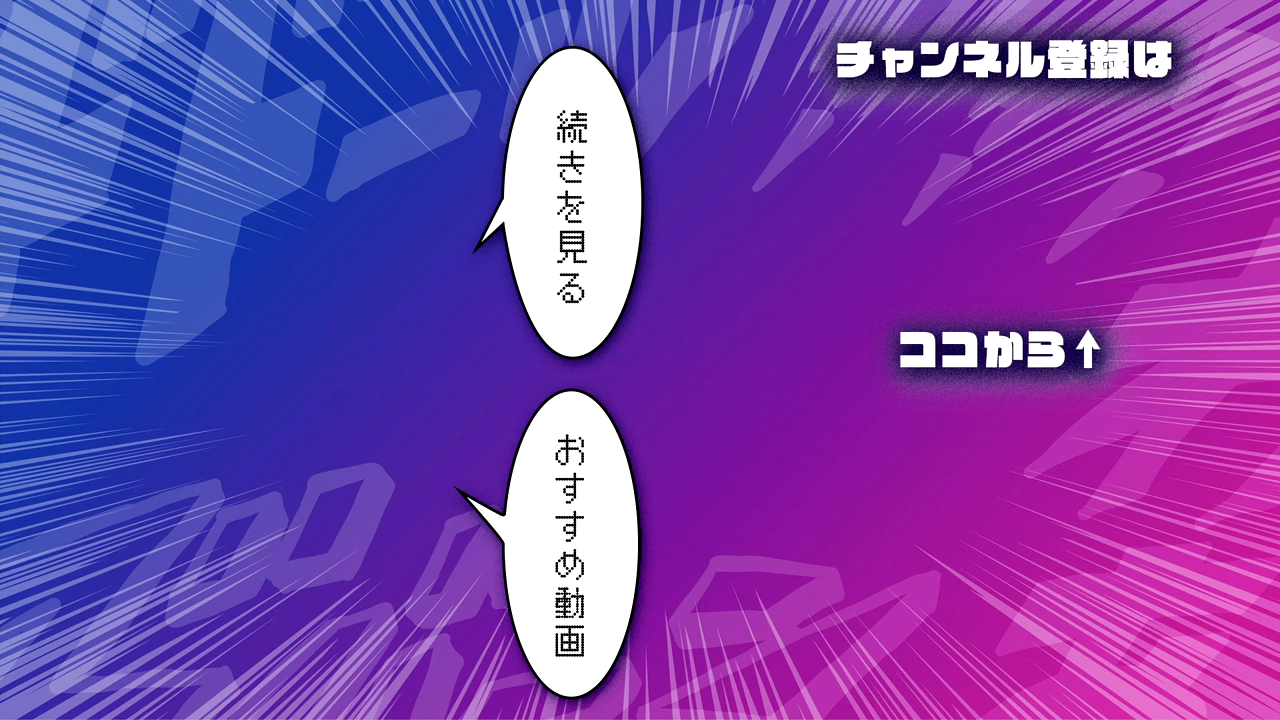 チャンネル登録は
ココから↑
続きを見る
おすすめ動画